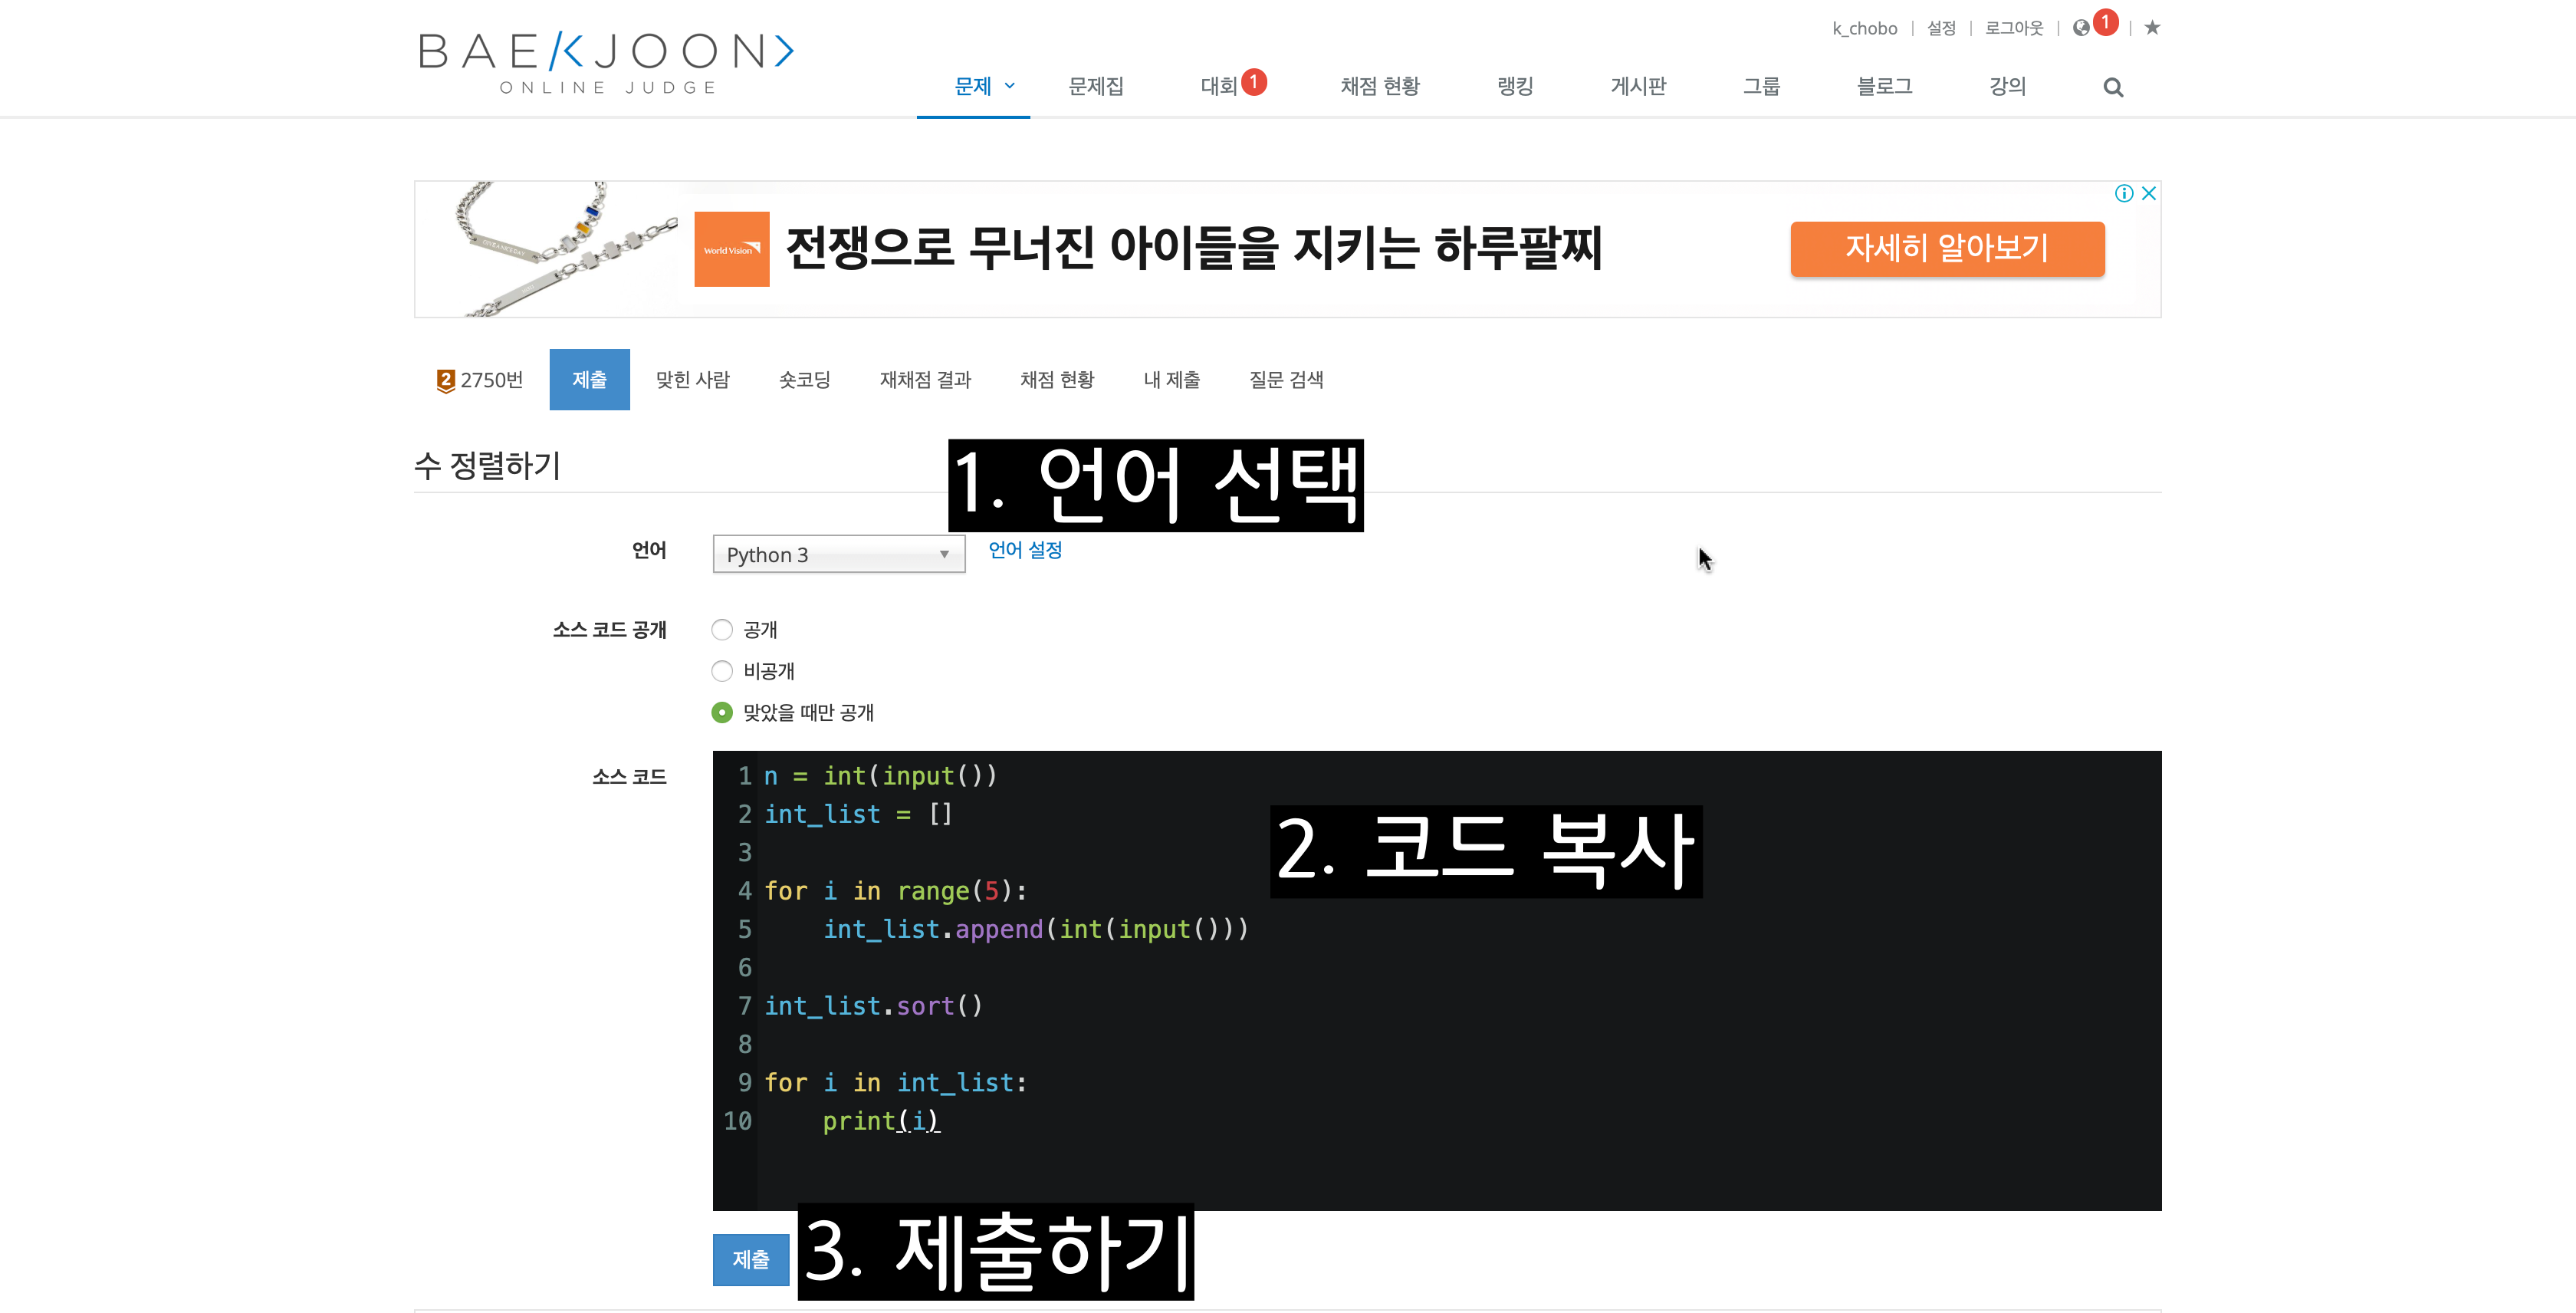 k_chobo | 설정 | 로그아웃 | 1 |
BAEKJOON>
ONLINE JUDGE
문제 문제집 대회 1 채점 현황 랭킹 게시판 그룹 블로그 강의
World Vision
전쟁으로 무너진 아이들을 지키는 하루팔찌
자세히 알아보기
2 2750번 제출 맞힌 사람 숏코딩 재채점 결과 채점 현황 내 제출 질문 검색
수 정렬하기
1. 언어 선택
언어 Python 3 언어 설정
소스 코드 공개 공개
비공개
맞았을 때만 공개
소스 코드
1 n = int(input())
2 int_list = []
3
2. 코드 복사
4 for i in range(5):
5     int_list.append(int(input()))
6
7 int_list.sort()
8
9 for i in int_list:
10     print(i)
제출 3. 제출하기